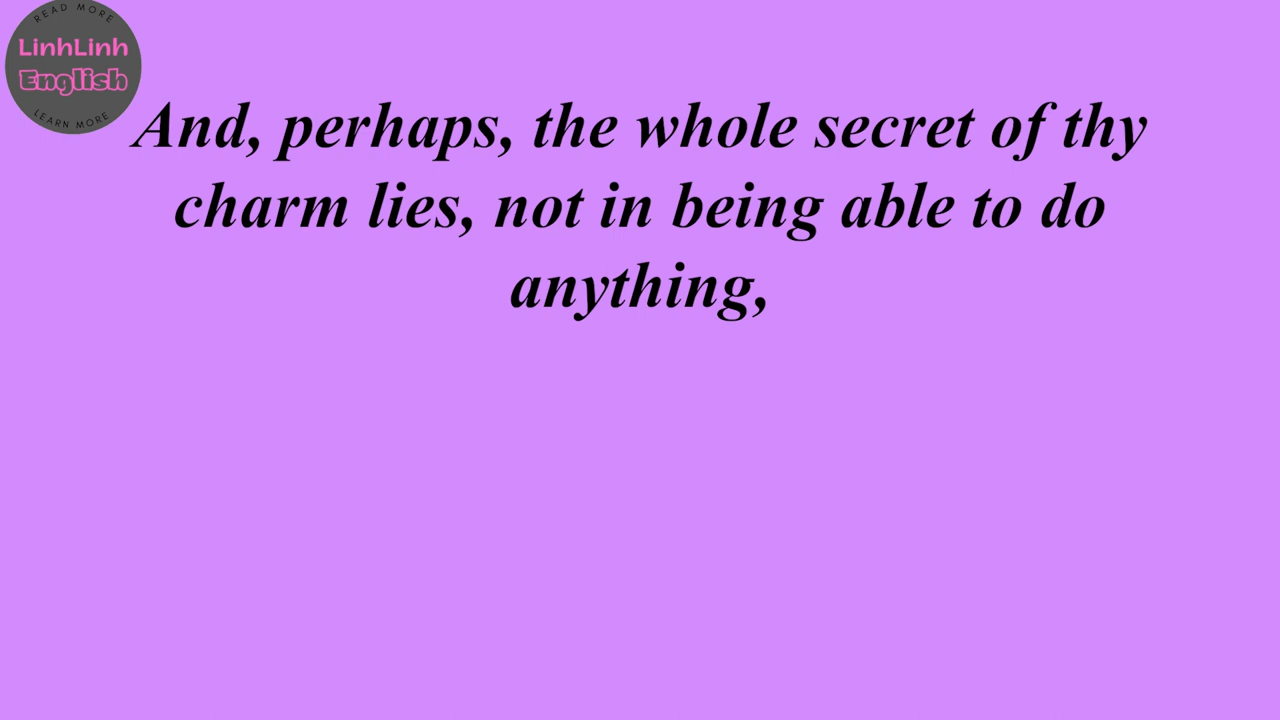 READ MORE
LinhLinh
English
LEARN MORE
And, perhaps, the whole secret of thy
charm lies, not in being able to do
anything,